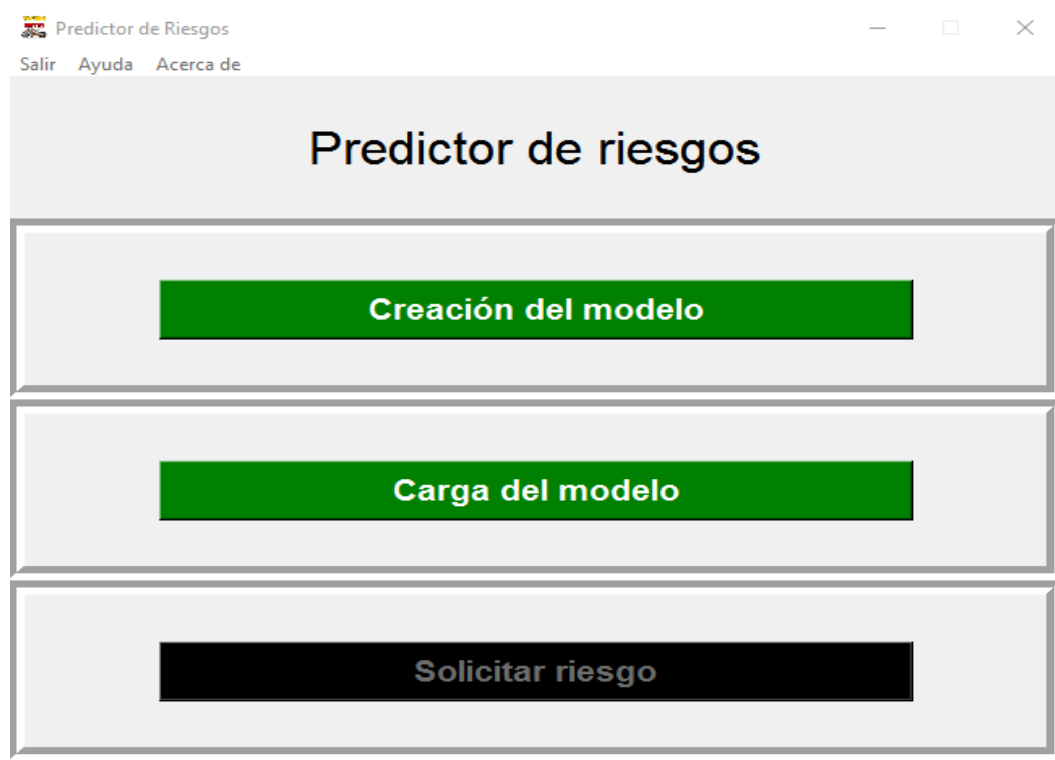 Predictor de Riesgos
Salir Ayuda Acerca de
Predictor de riesgos
Creación del modelo
Carga del modelo
Solicitar riesgo